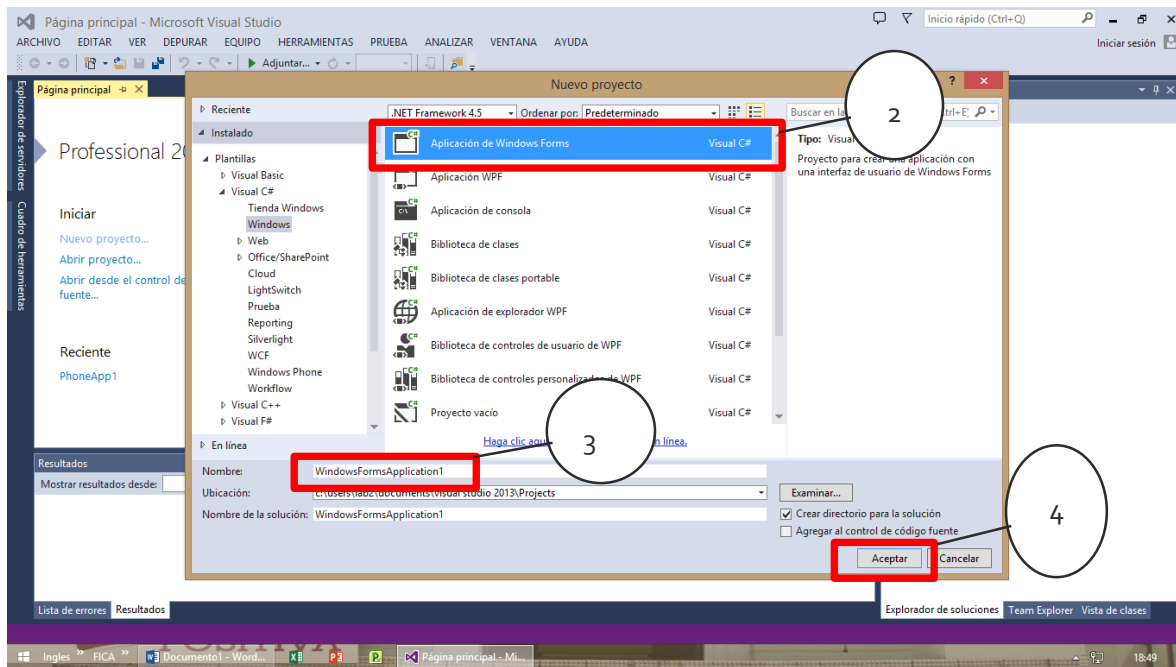 Página principal - Microsoft Visual Studio
Inicio rápido (Ctrl+Q)
ARCHIVO EDITAR VER DEPURAR EQUIPO HERRAMIENTAS PRUEBA ANALIZAR VENTANA AYUDA
Iniciar sesión
Adjuntar...
Explorador de servidores
Cuadro de herramientas
Página principal
Professional 2
Iniciar
Nuevo proyecto...
Abrir proyecto...
Abrir desde el control de
fuente...
Reciente
PhoneApp1
Nuevo proyecto
?
Reciente
.NET Framework 4.5 Ordenar por: Predeterminado
Buscar en
Ctrl+E)
Instalado
Plantillas
Visual Basic
Visual C#
Tienda Windows
Windows
Web
Office/SharePoint
Cloud
LightSwitch
Prueba
Reporting
Silverlight
WCF
Windows Phone
Workflow
Visual C++
Visual F#
En línea
Aplicación de Windows Forms Visual C#
Aplicación WPF Visual C#
Aplicación de consola Visual C#
Biblioteca de clases Visual C#
Biblioteca de clases portable Visual C#
Aplicación de explorador WPF Visual C#
Biblioteca de controles de usuario de WPF Visual C#
Biblioteca de controles personalizados de WPF Visual C#
Proyecto vacío Visual C#
Haga clic aqu
n línea.
Tipo: Visual
Proyecto para crear una aplicación con
una interfaz de usuario de Windows Forms
2
3
4
Nombre: WindowsFormsApplication1
Ubicación: c:\users\lab2\documents\visual studio 2013\Projects
Examinar...
Nombre de la solución: WindowsFormsApplication1
Crear directorio para la solución
Agregar al control de código fuente
Aceptar Cancelar
Resultados
Mostrar resultados desde:
Lista de errores Resultados
Explorador de soluciones Team Explorer Vista de clases
Ingles FICA Documento1 - Word... Página principal - Mi...
18:49